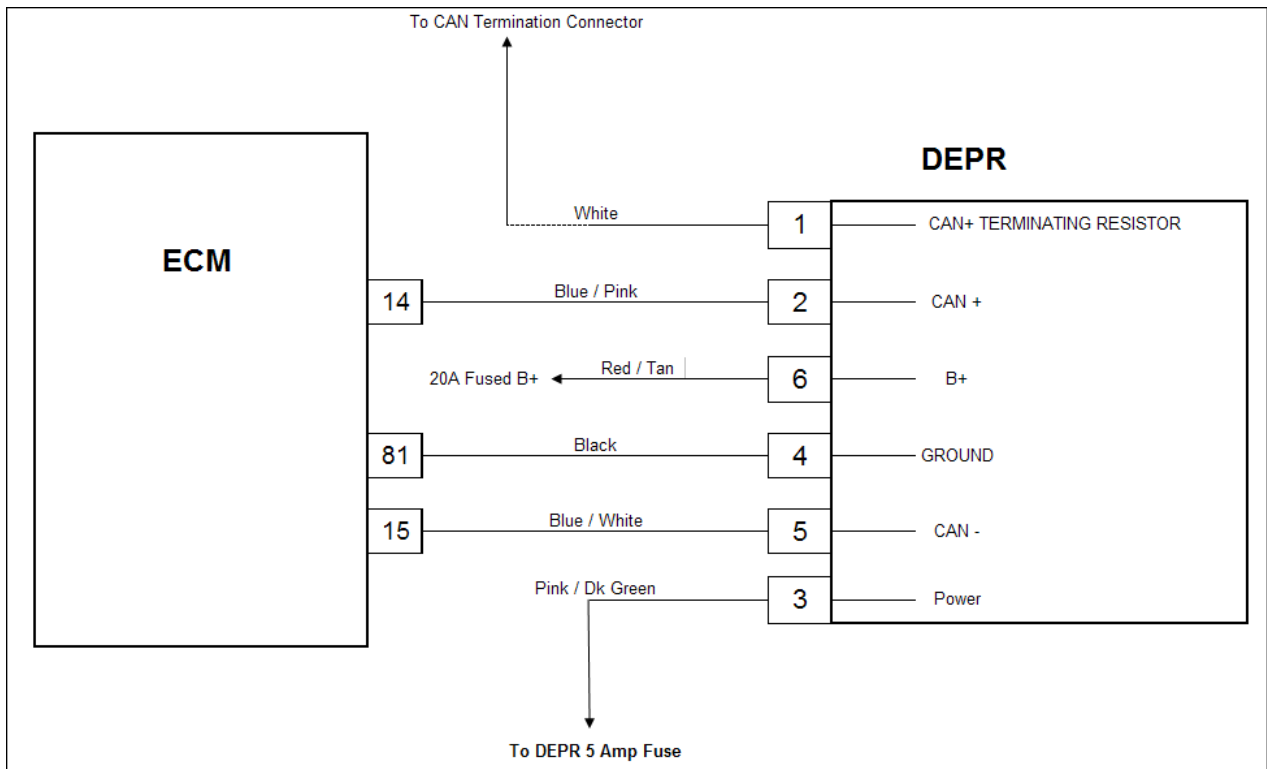 To CAN Termination Connector
DEPR
White
1
CAN+ TERMINATING RESISTOR
ECM
14
Blue / Pink
2
CAN +
20A Fused B+
Red / Tan
6
B+
81
Black
4
GROUND
15
Blue / White
5
CAN -
Pink / Dk Green
3
Power
To DEPR 5 Amp Fuse